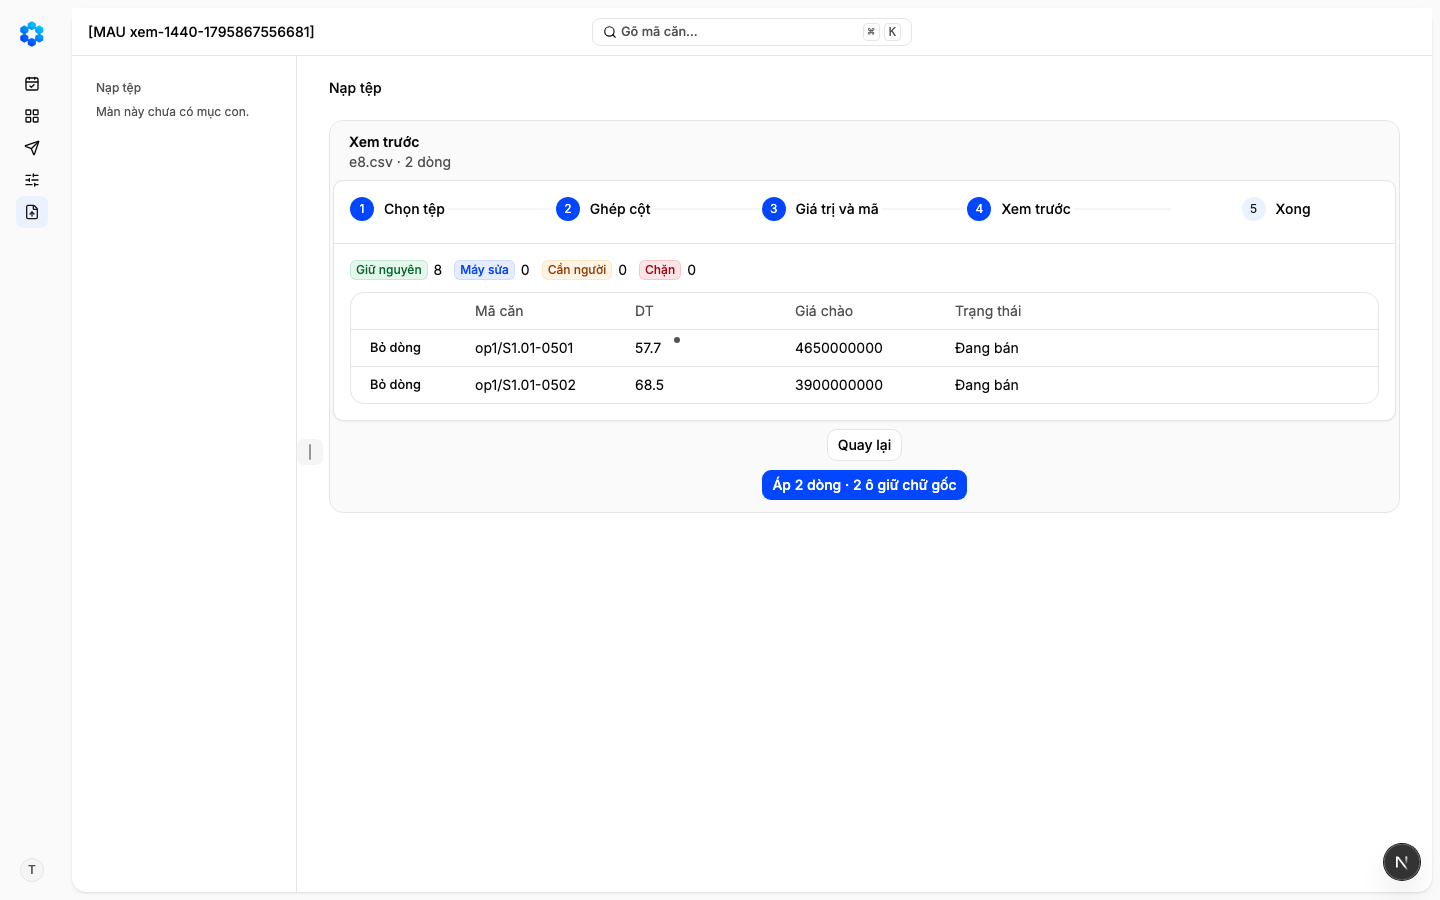 [MAU xem-1440-1795867556681]
Gõ mã căn...
⌘ K
Nạp tệp
Màn này chưa có mục con.
Nạp tệp
Xem trước
e8.csv · 2 dòng
1 Chọn tệp
2 Ghép cột
3 Giá trị và mã
4 Xem trước
5 Xong
Giữ nguyên 8 Máy sửa 0 Cần người 0 Chặn 0
Mã căn DT Giá chào Trạng thái
Bỏ dòng op1/S1.01-0501 57.7 4650000000 Đang bán
Bỏ dòng op1/S1.01-0502 68.5 3900000000 Đang bán
Quay lại
Áp 2 dòng · 2 ô giữ chữ gốc
T
N